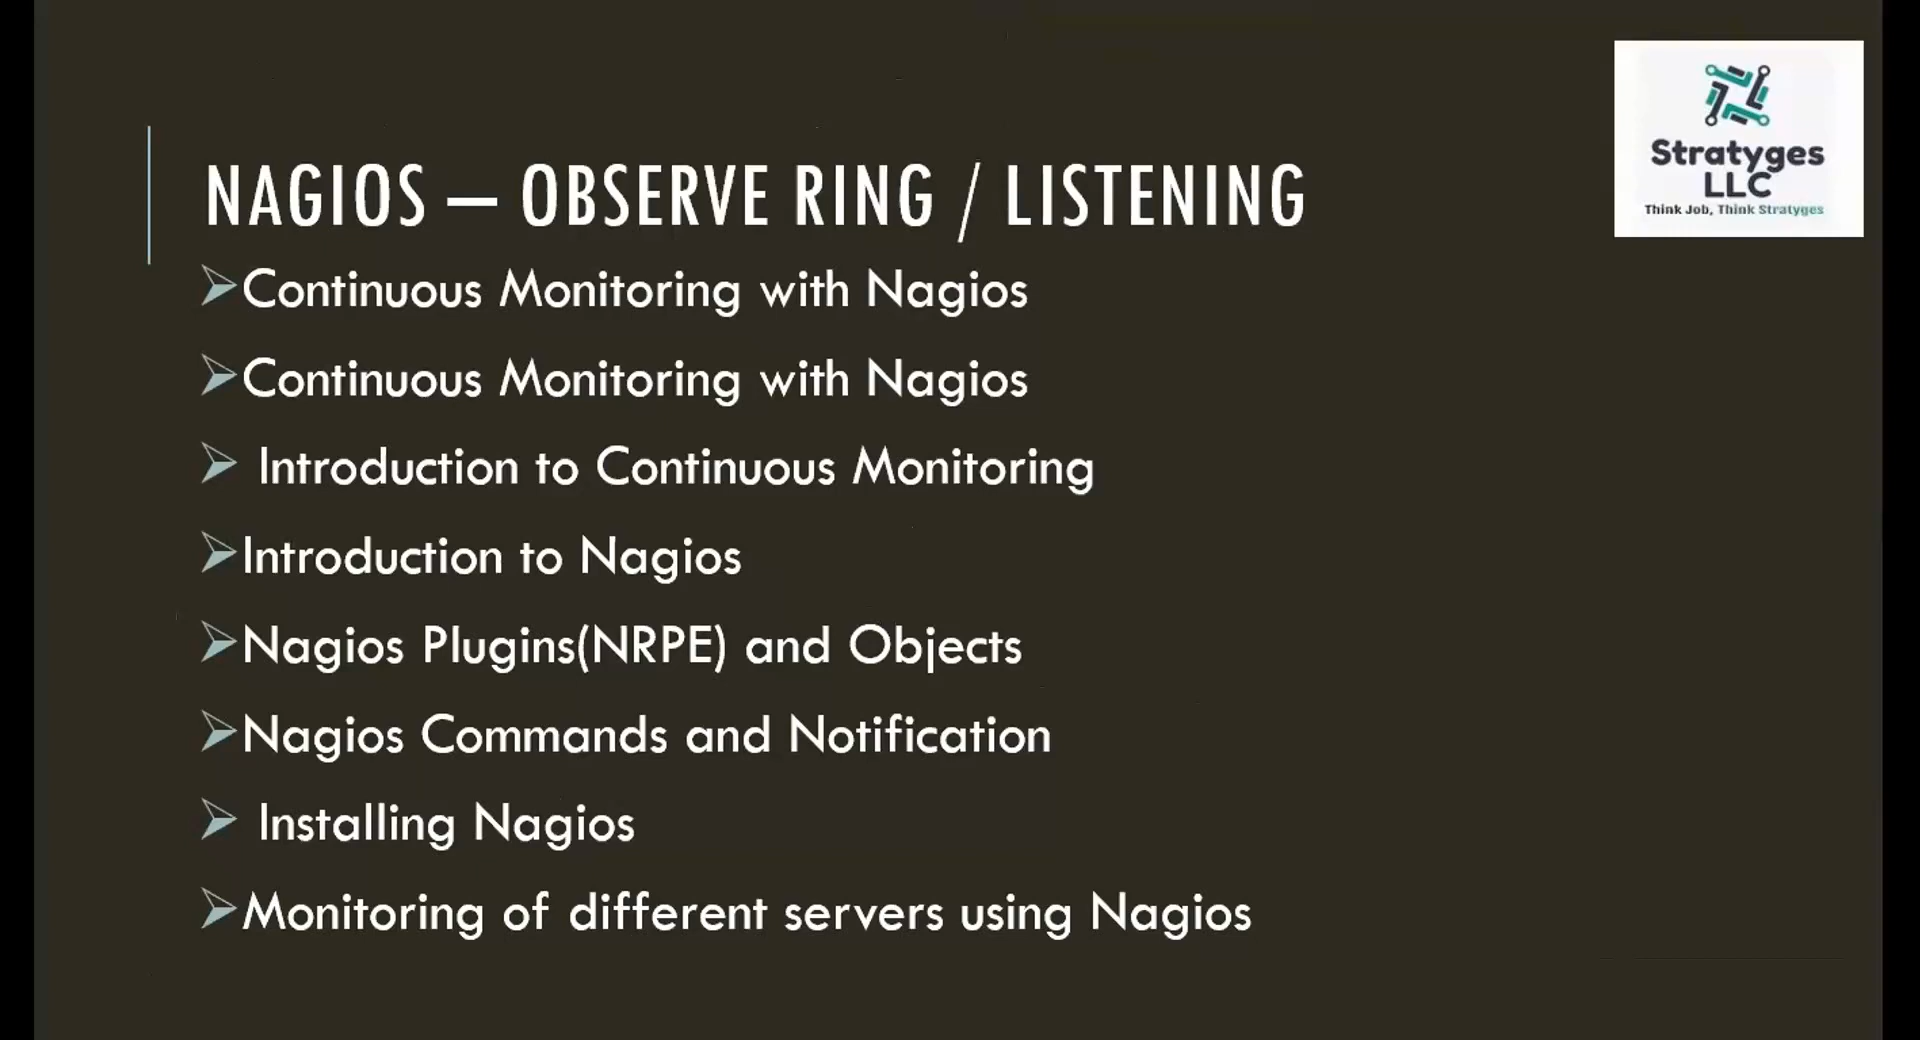 Stratyges
LLC
Think Job, Think Stratyges
NAGIOS – OBSERVE RING / LISTENING
Continuous Monitoring with Nagios
Continuous Monitoring with Nagios
Introduction to Continuous Monitoring
Introduction to Nagios
Nagios Plugins(NRPE) and Objects
Nagios Commands and Notification
Installing Nagios
Monitoring of different servers using Nagios